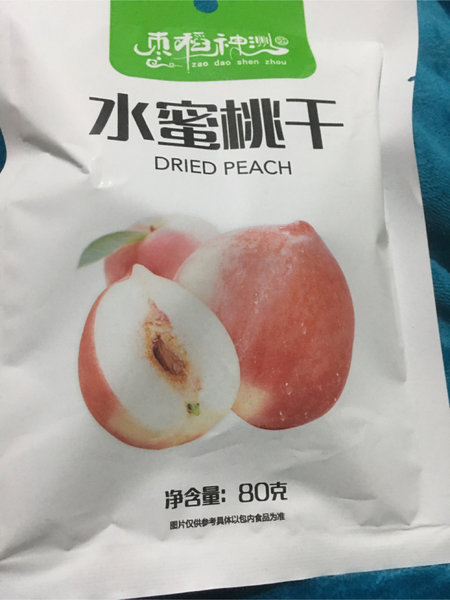 枣稻神洲
zao dao shen zhou
水蜜桃干
DRIED PEACH
净含量: 80克
图片仅供参考具体以包内食品为准